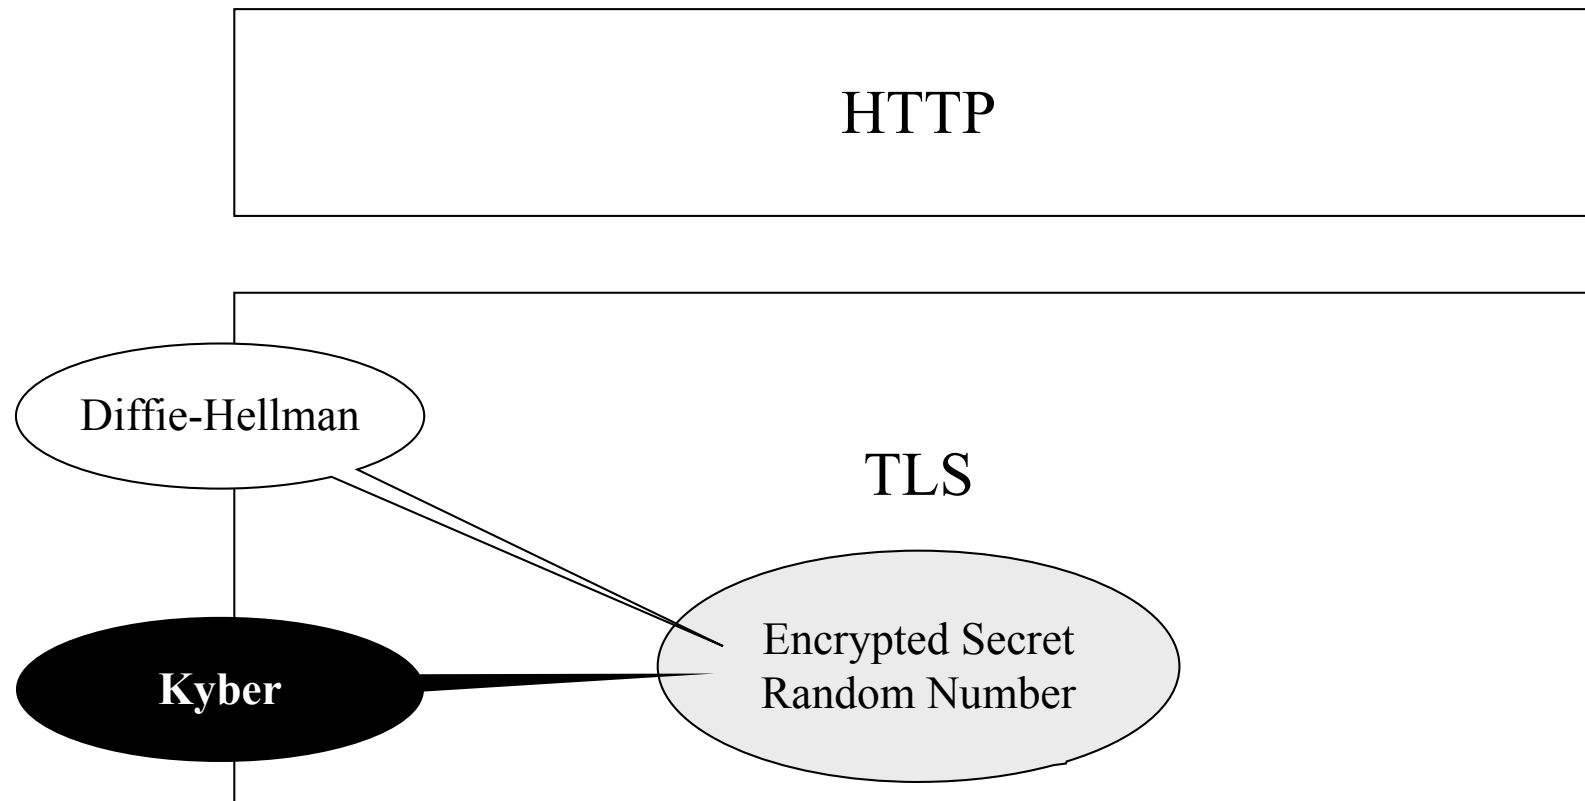 HTTP
Diffie-Hellman
TLS
Encrypted Secret
Random Number
Kyber